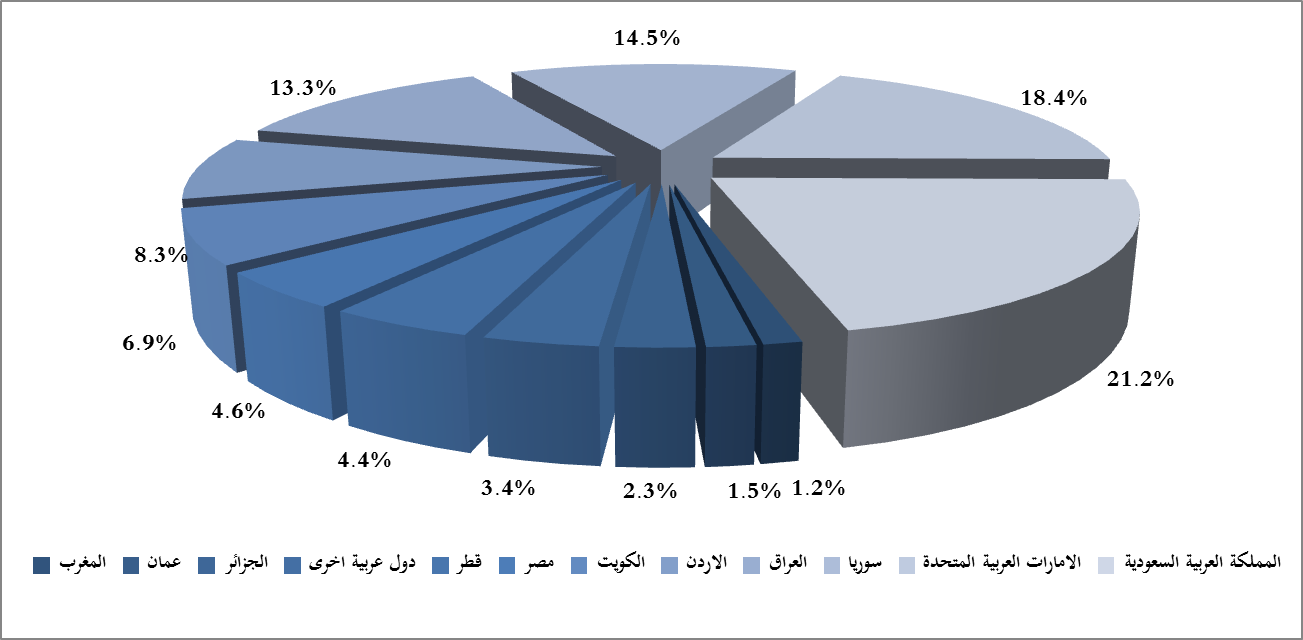 14.5%
18.4%
13.3%
8.3%
21.2%
6.9%
4.6%
4.4%
3.4%
2.3%
1.5%
1.2%
المملكة العربية السعودية
الامارات العربية المتحدة
سوريا
العراق
الاردن
الكويت
مصر
قطر
دول عربية اخرى
الجزائر
عمان
المغرب